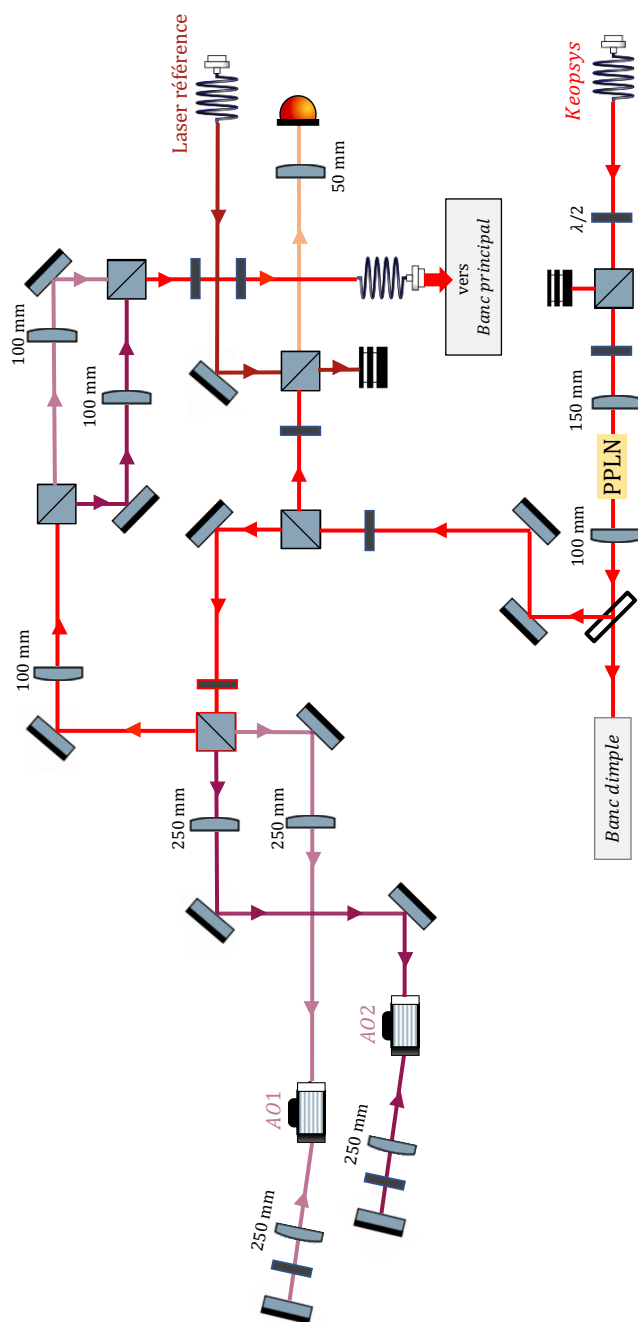 Laser référence
Keopsys
50 mm
100 mm
λ/2
100 mm
vers
Banc principal
150 mm
PPLN
100 mm
100 mm
250 mm
250 mm
Banc dimple
AO1
AO2
250 mm
250 mm